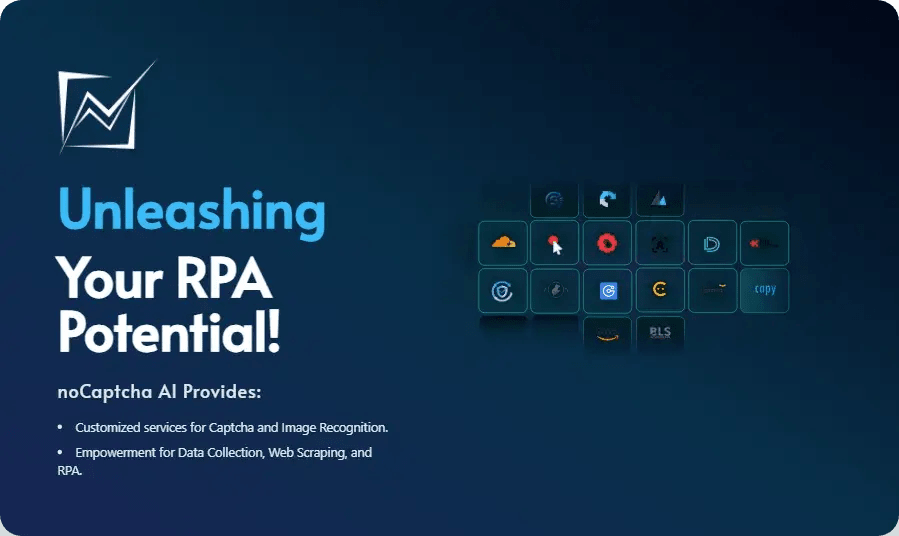 Unleashing
Your RPA
Potential!
noCaptcha AI Provides:
• Customized services for Captcha and Image Recognition.
• Empowerment for Data Collection, Web Scraping, and
RPA.
capy
BLS